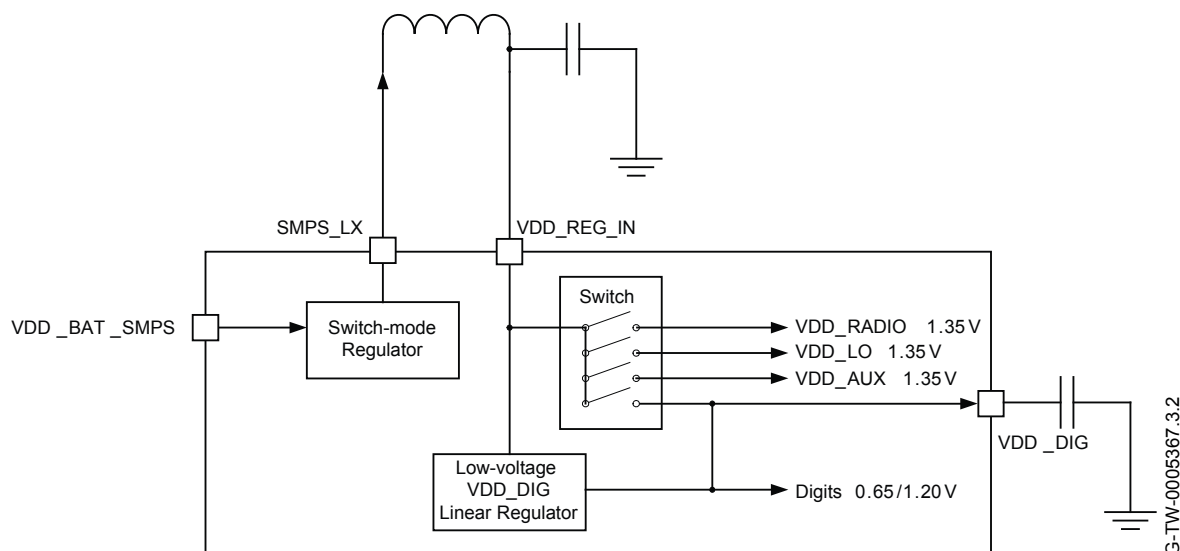 SMPS_LX
VDD_REG_IN
VDD _BAT _SMPS
Switch-mode
Regulator
Switch
VDD_RADIO 1.35 V
VDD_LO 1.35 V
VDD_AUX 1.35 V
VDD _DIG
Low-voltage
VDD_DIG
Linear Regulator
Digits 0.65/1.20 V
G-TW-0005367.3.2